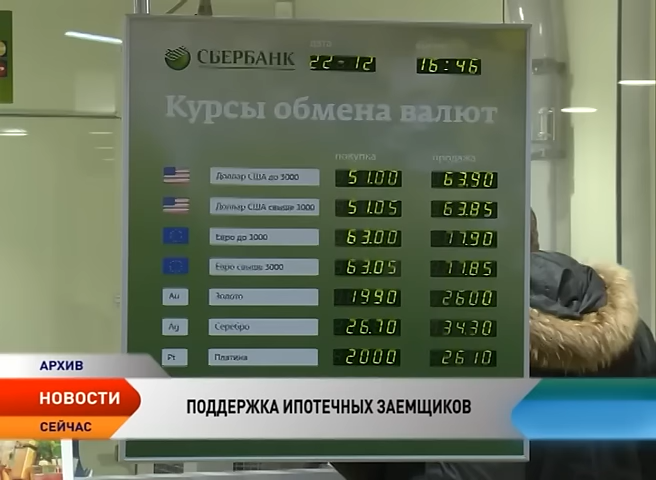 СБЕРБАНК
дата
22-12
время
16:46
Курсы обмена валют
покупка продажа
Доллар США до 3000 51.00 63.90
Доллар США свыше 3000 51.05 63.85
Евро до 3000 63.00 77.90
Евро свыше 3000 63.05 77.85
Au Золото 1990 2600
Ag Серебро 26.70 34.30
Pt Платина 2000 2610
АРХИВ
НОВОСТИ
СЕЙЧАС
ПОДДЕРЖКА ИПОТЕЧНЫХ ЗАЕМЩИКОВ